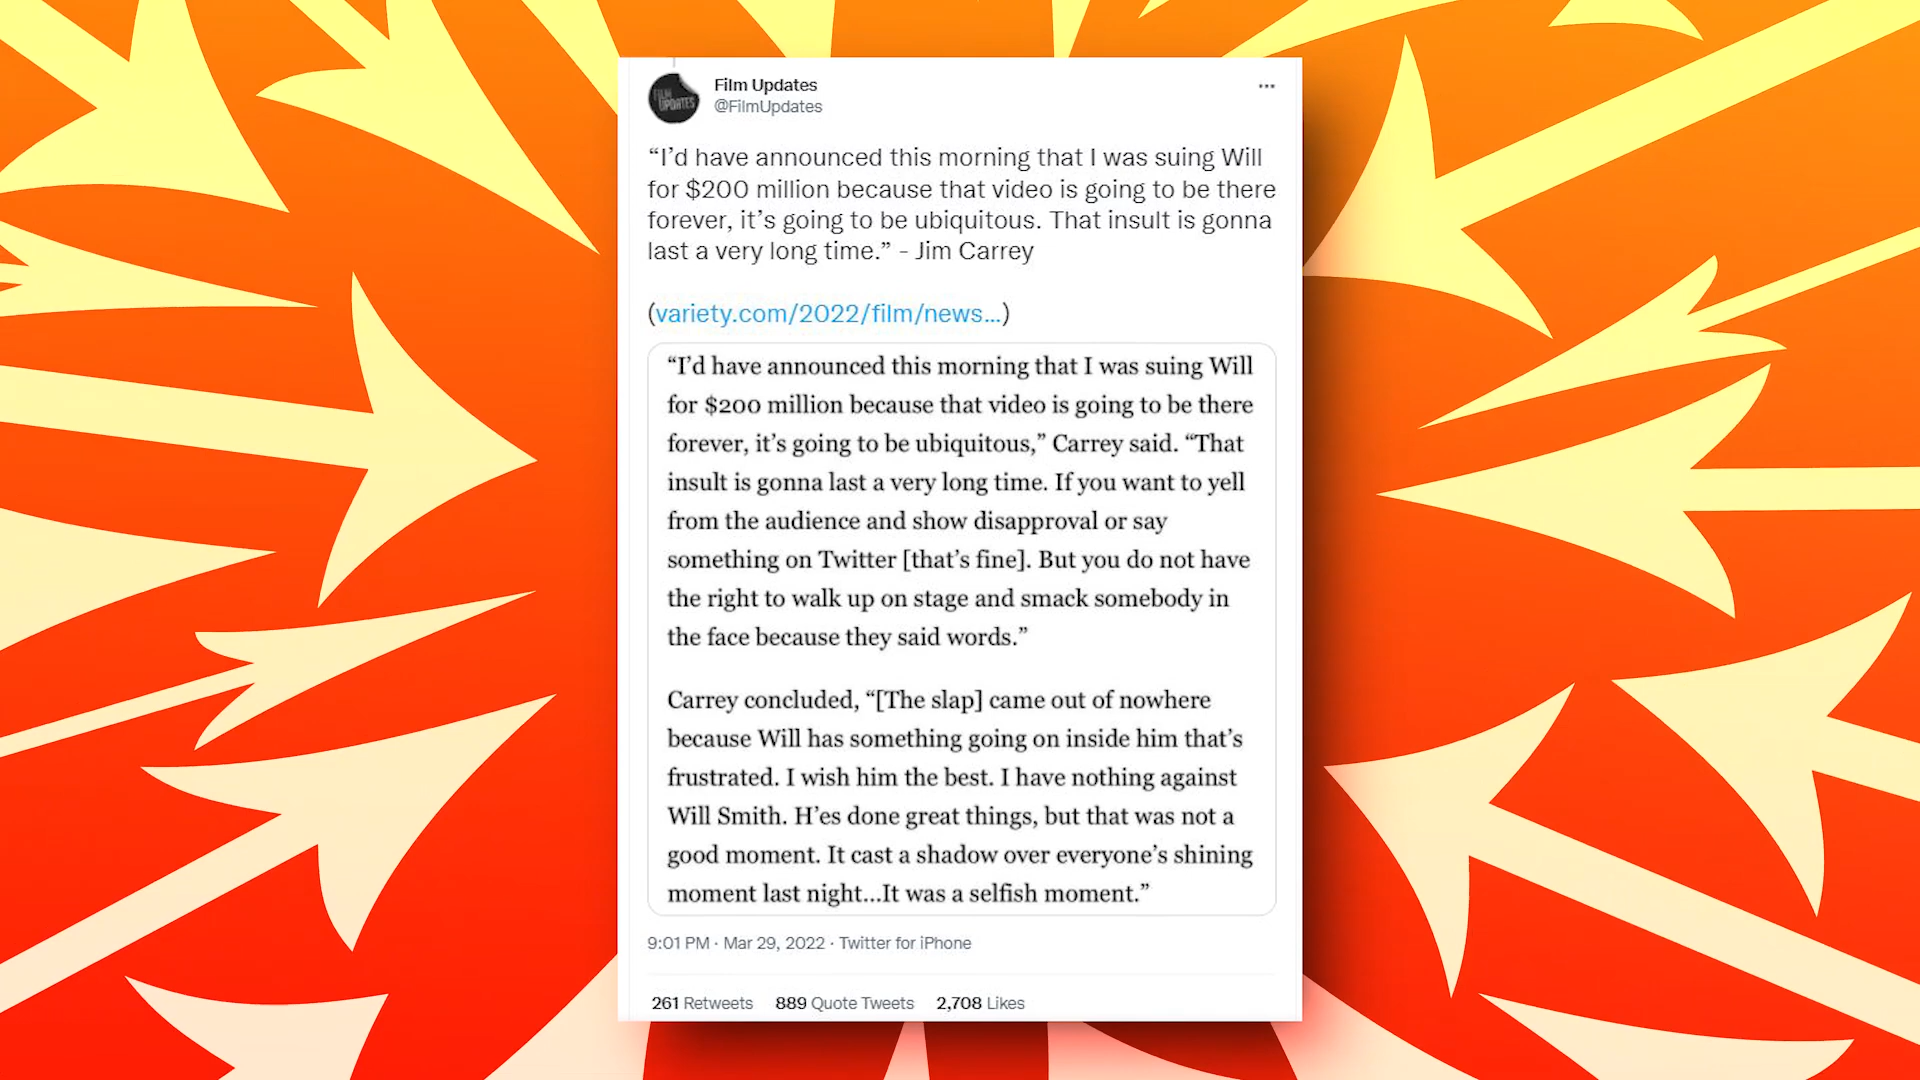 FILM
UPDATES
Film Updates
@FilmUpdates
“I’d have announced this morning that I was suing Will
for $200 million because that video is going to be there
forever, it’s going to be ubiquitous. That insult is gonna
last a very long time.” - Jim Carrey
(variety.com/2022/film/news...)
“I’d have announced this morning that I was suing Will
for $200 million because that video is going to be there
forever, it’s going to be ubiquitous,” Carrey said. “That
insult is gonna last a very long time. If you want to yell
from the audience and show disapproval or say
something on Twitter [that’s fine]. But you do not have
the right to walk up on stage and smack somebody in
the face because they said words.”
Carrey concluded, “[The slap] came out of nowhere
because Will has something going on inside him that’s
frustrated. I wish him the best. I have nothing against
Will Smith. H’es done great things, but that was not a
good moment. It cast a shadow over everyone’s shining
moment last night...It was a selfish moment.”
9:01 PM · Mar 29, 2022 · Twitter for iPhone
261 Retweets 889 Quote Tweets 2,708 Likes